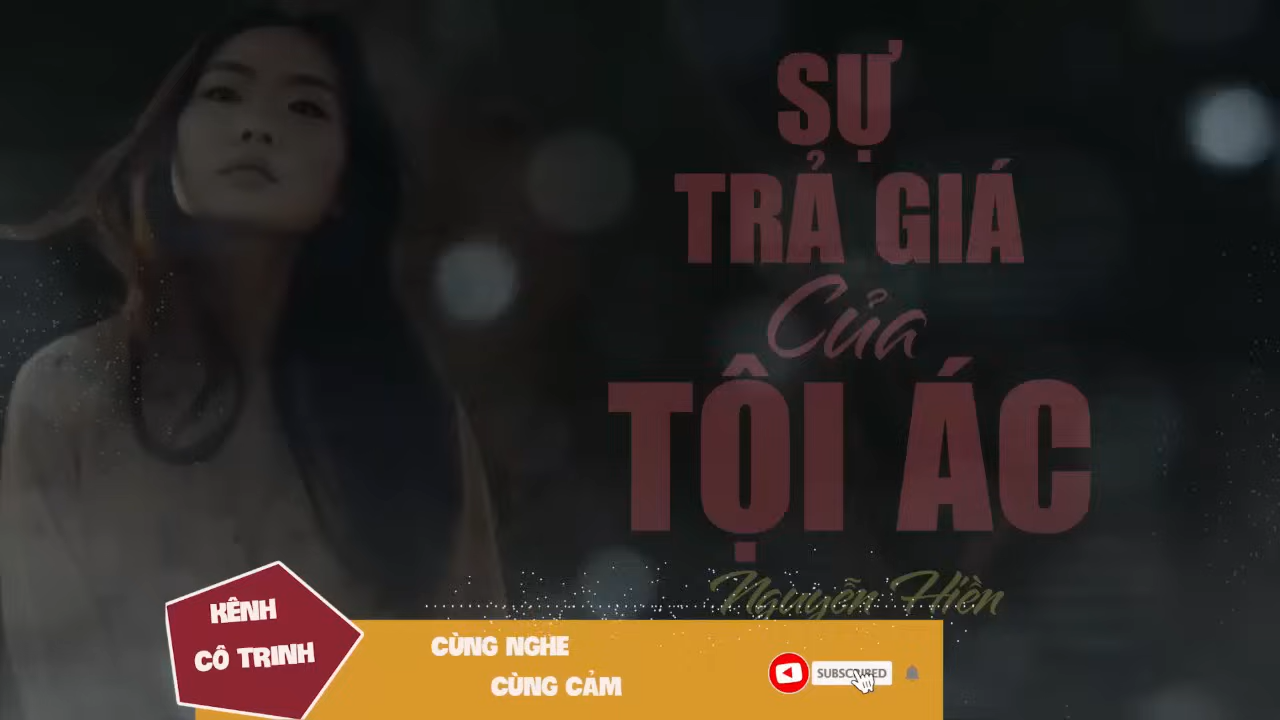 SỰ
TRẢ GIÁ
Của
TỘI ÁC
Nguyễn Hiền
KÊNH
CÔ TRINH
CÙNG NGHE
CÙNG CẢM
SUBSCRIBED